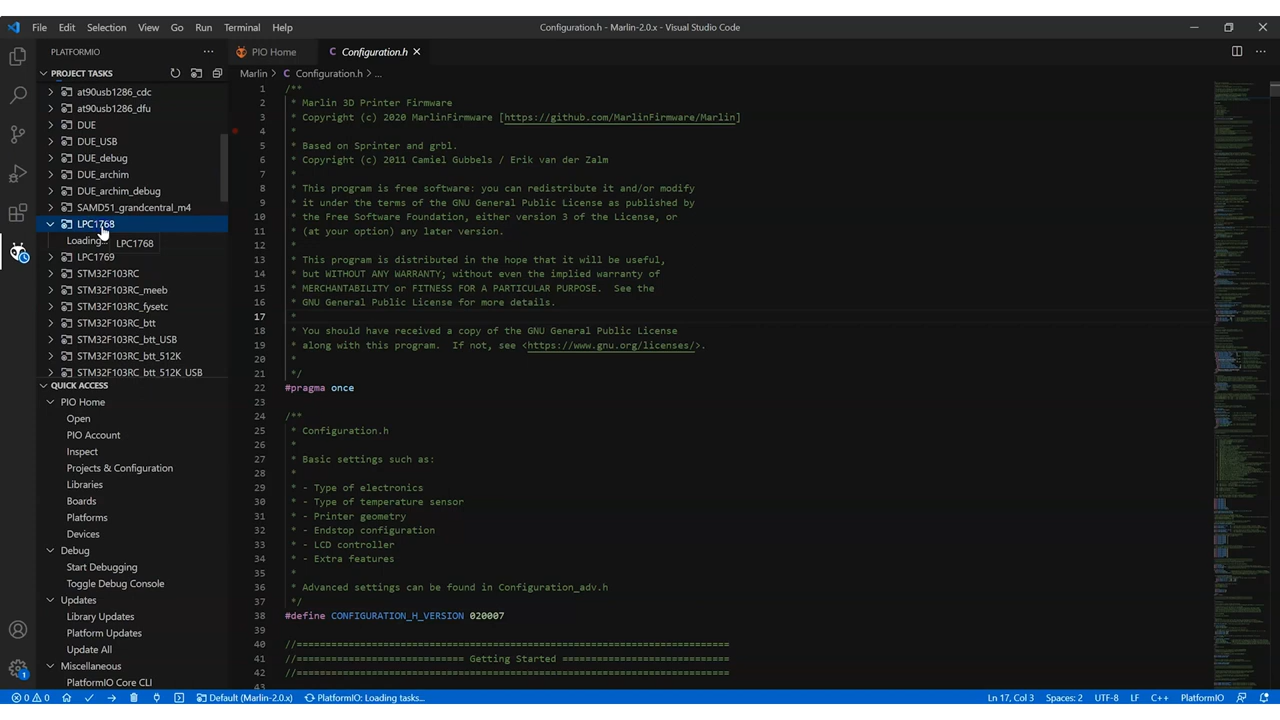 File Edit Selection View Go Run Terminal Help
Configuration.h - Marlin-2.0.x - Visual Studio Code
PLATFORMIO
PROJECT TASKS
at90usb1286_cdc
at90usb1286_dfu
DUE
DUE_USB
DUE_debug
DUE_archim
DUE_archim_debug
SAMD51_grandcentral_m4
LPC1768
Loading
LPC1768
LPC1769
STM32F103RC
STM32F103RC_meeb
STM32F103RC_fysetc
STM32F103RC_btt
STM32F103RC_btt_USB
STM32F103RC_btt_512K
STM32F103RC_btt_512K_USB
QUICK ACCESS
PIO Home
Open
PIO Account
Inspect
Projects & Configuration
Libraries
Boards
Platforms
Devices
Debug
Start Debugging
Toggle Debug Console
Updates
Library Updates
Platform Updates
Update All
Miscellaneous
PlatformIO Core CLI
PIO Home
C Configuration.h
Marlin > C Configuration.h > ...
1 /**
2 * Marlin 3D Printer Firmware
3 * Copyright (c) 2020 MarlinFirmware [https://github.com/MarlinFirmware/Marlin]
4 *
5 * Based on Sprinter and grbl.
6 * Copyright (c) 2011 Camiel Gubbels / Erik van der Zalm
7 *
8 * This program is free software: you can redistribute it and/or modify
9 * it under the terms of the GNU General Public License as published by
10 * the Free Software Foundation, either version 3 of the License, or
11 * (at your option) any later version.
12 *
13 * This program is distributed in the hope that it will be useful,
14 * but WITHOUT ANY WARRANTY; without even the implied warranty of
15 * MERCHANTABILITY or FITNESS FOR A PARTICULAR PURPOSE. See the
16 * GNU General Public License for more details.
17 *
18 * You should have received a copy of the GNU General Public License
19 * along with this program. If not, see <https://www.gnu.org/licenses/>.
20 *
21 */
22 #pragma once
23
24 /**
25 * Configuration.h
26 *
27 * Basic settings such as:
28 *
29 * - Type of electronics
30 * - Type of temperature sensor
31 * - Printer geometry
32 * - Endstop configuration
33 * - LCD controller
34 * - Extra features
35 *
36 * Advanced settings can be found in Configuration_adv.h
37 */
38 #define CONFIGURATION_H_VERSION 020007
39
40 //===========================================================================
41 //============================= Getting Started =============================
42 //===========================================================================
43
0 0 Default (Marlin-2.0.x) PlatformIO: Loading tasks... Ln 17, Col 3 Spaces: 2 UTF-8 LF C++ PlatformIO